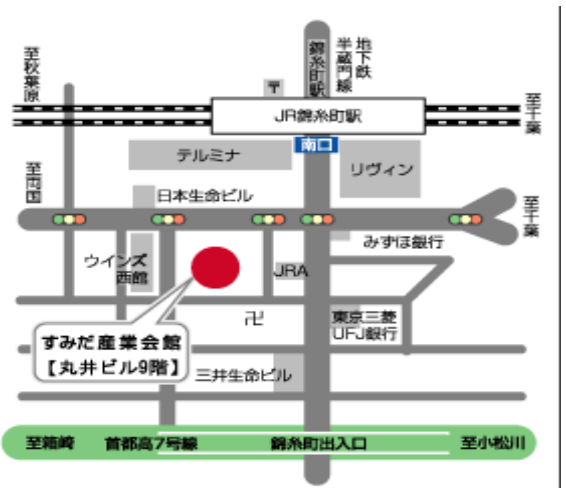 至秋葉原
錦糸町駅
地下鉄
半蔵門線
〒
JR錦糸町駅
至千葉
南口
テルミナ
リヴィン
至両国
日本生命ビル
至千葉
みずほ銀行
ウインズ
西館
JRA
卍
東京三菱
UFJ銀行
すみだ産業会館
【丸井ビル9階】
三井生命ビル
至箱崎
首都高7号線
錦糸町出入口
至小松川